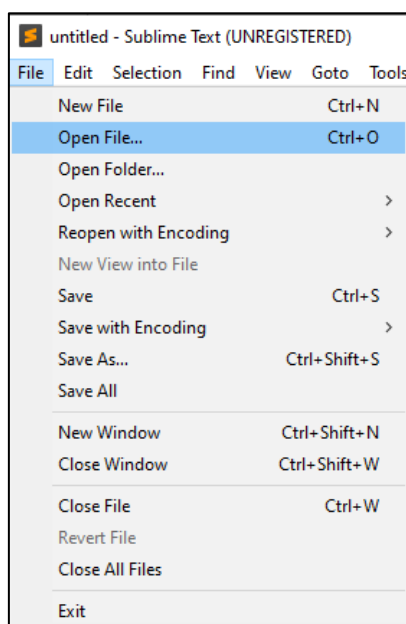 untitled - Sublime Text (UNREGISTERED)
File Edit Selection Find View Goto Tools
New File Ctrl+N
Open File... Ctrl+O
Open Folder...
Open Recent
Reopen with Encoding
New View into File
Save Ctrl+S
Save with Encoding
Save As... Ctrl+Shift+S
Save All
New Window Ctrl+Shift+N
Close Window Ctrl+Shift+W
Close File Ctrl+W
Revert File
Close All Files
Exit